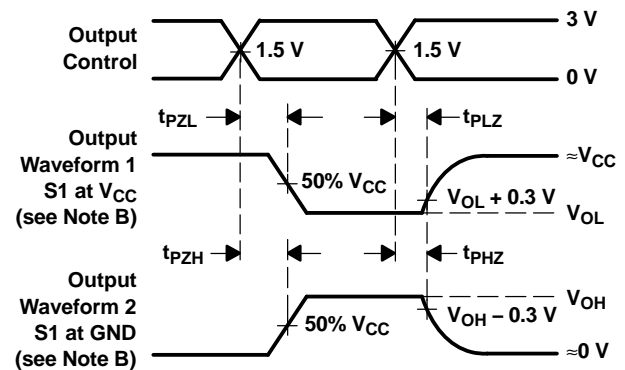 Output
Control
3 V
1.5 V
1.5 V
0 V
tPZL
tPLZ
Output
Waveform 1
S1 at VCC
(see Note B)
≈VCC
50% VCC
VOL + 0.3 V
VOL
tPZH
tPHZ
Output
Waveform 2
S1 at GND
(see Note B)
VOH
VOH – 0.3 V
50% VCC
≈0 V